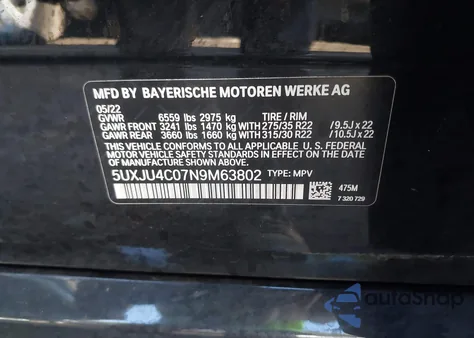 MFD BY BAYERISCHE MOTOREN WERKE AG
05/22
GVWR 6559 lbs 2975 kg TIRE / RIM
GAWR FRONT 3241 lbs 1470 kg WITH 275/35 R22 /9.5J x 22
GAWR REAR 3660 lbs 1660 kg WITH 315/30 R22 /10.5J x 22
THIS VEHICLE CONFORMS TO ALL APPLICABLE U.S. FEDERAL
MOTOR VEHICLE SAFETY STANDARDS IN EFFECT ON THE DATE
OF MANUFACTURE SHOWN ABOVE.
5UXJU4C07N9M63802 TYPE: MPV
475M
7 320 729
autoSnap